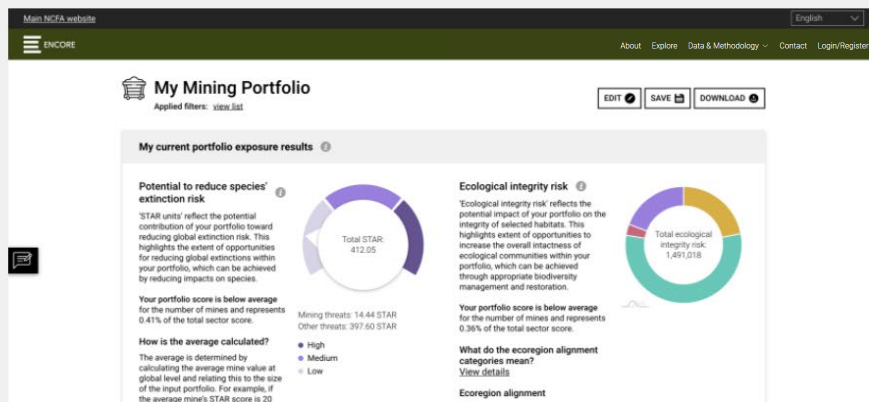 Main NCFA website
English
ENCORE
About Explore Data & Methodology Contact Login/Register
My Mining Portfolio
Applied filters: view list
EDIT
SAVE
DOWNLOAD
My current portfolio exposure results
Potential to reduce species'
extinction risk
'STAR units' reflect the potential
contribution of your portfolio toward
reducing global extinction risk. This
highlights the extent of opportunities
for reducing global extinctions within
your portfolio, which can be achieved
by reducing impacts on species.
Your portfolio score is below average
for the number of mines and represents
0.41% of the total sector score.
How is the average calculated?
The average is determined by
calculating the average mine value at
global level and relating this to the size
of the input portfolio. For example, if
the average mine's STAR score is 20
Total STAR:
412.05
Mining threats: 14.44 STAR
Other threats: 397.60 STAR
High
Medium
Low
Ecological integrity risk
'Ecological integrity risk' reflects the
potential impact of your portfolio on the
integrity of selected habitats. This
highlights extent of opportunities to
increase the overall intactness of
ecological communities within your
portfolio, which can be achieved
through appropriate biodiversity
management and restoration.
Your portfolio score is below average
for the number of mines and represents
0.36% of the total sector score.
What do the ecoregion alignment
categories mean?
View details
Ecoregion alignment
Total ecological
integrity risk:
1,491,018